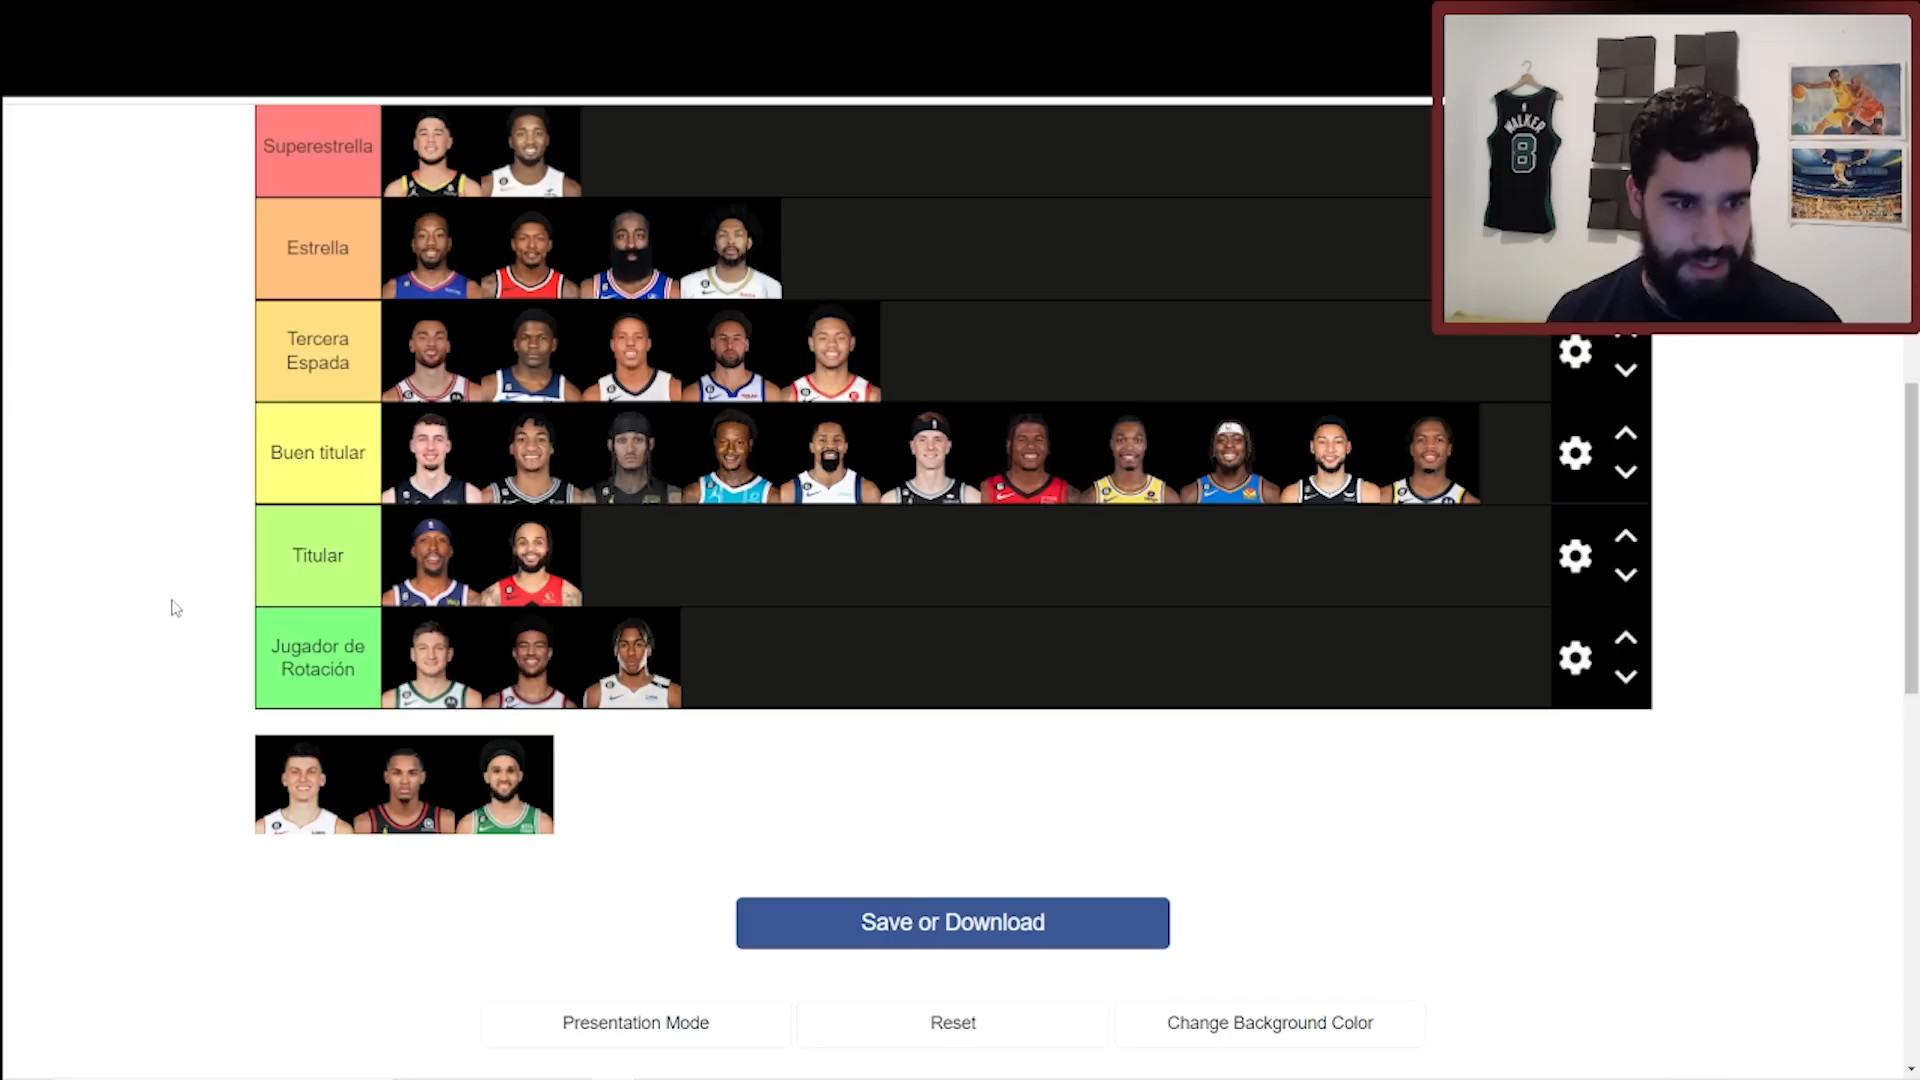 Superestrella
WALKER
8
Estrella
Tercera
Espada
Buen titular
Titular
Jugador de
Rotación
Save or Download
Presentation Mode
Reset
Change Background Color